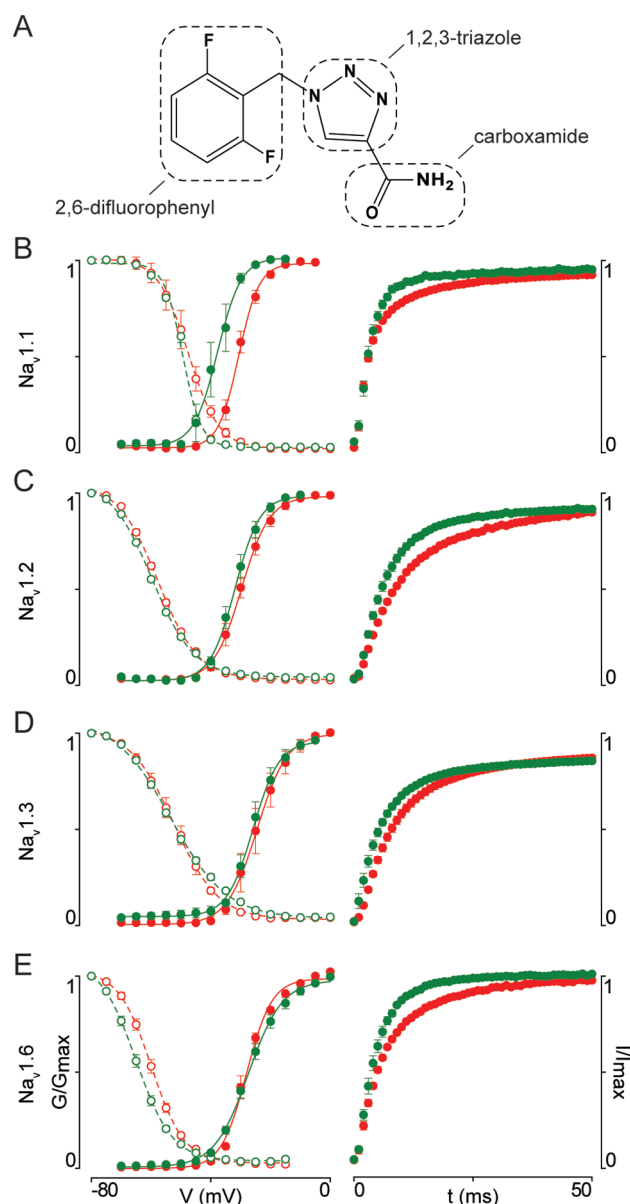 A
F
F
N
N
N
NH₂
O
1,2,3-triazole
carboxamide
2,6-difluorophenyl
B
1
0
Naᵥ1.1
1
0
C
1
0
Naᵥ1.2
1
0
D
1
0
Naᵥ1.3
1
0
E
1
0
Naᵥ1.6
G/Gmax
1
0
I/Imax
-80
V (mV)
0
0
t (ms)
50